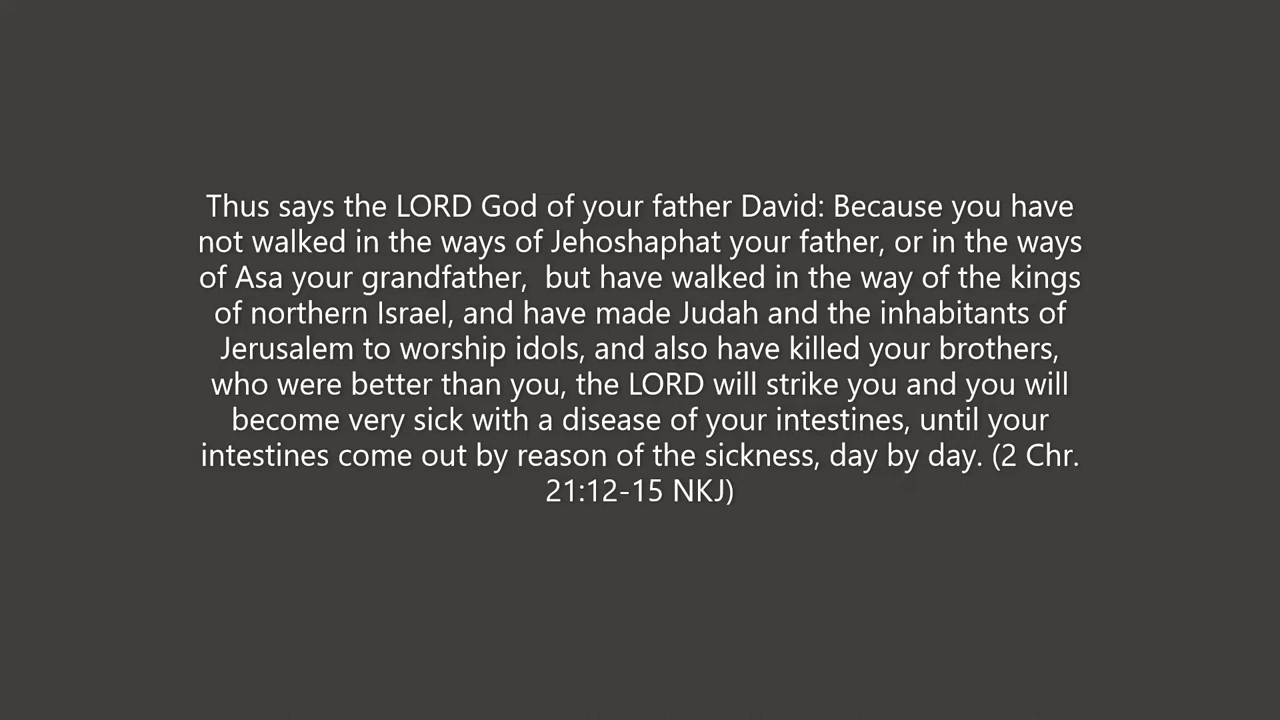 Thus says the LORD God of your father David: Because you have
not walked in the ways of Jehoshaphat your father, or in the ways
of Asa your grandfather,  but have walked in the way of the kings
of northern Israel, and have made Judah and the inhabitants of
Jerusalem to worship idols, and also have killed your brothers,
who were better than you, the LORD will strike you and you will
become very sick with a disease of your intestines, until your
intestines come out by reason of the sickness, day by day. (2 Chr.
21:12-15 NKJ)